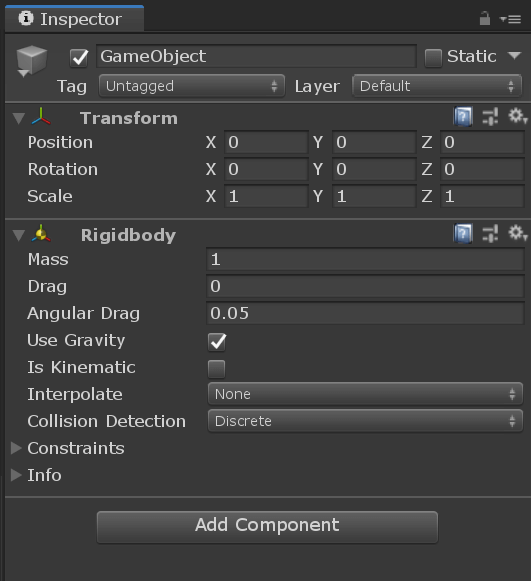 Inspector
GameObject Static
Tag Untagged Layer Default
Transform
Position X 0 Y 0 Z 0
Rotation X 0 Y 0 Z 0
Scale X 1 Y 1 Z 1
Rigidbody
Mass 1
Drag 0
Angular Drag 0.05
Use Gravity
Is Kinematic
Interpolate None
Collision Detection Discrete
Constraints
Info
Add Component